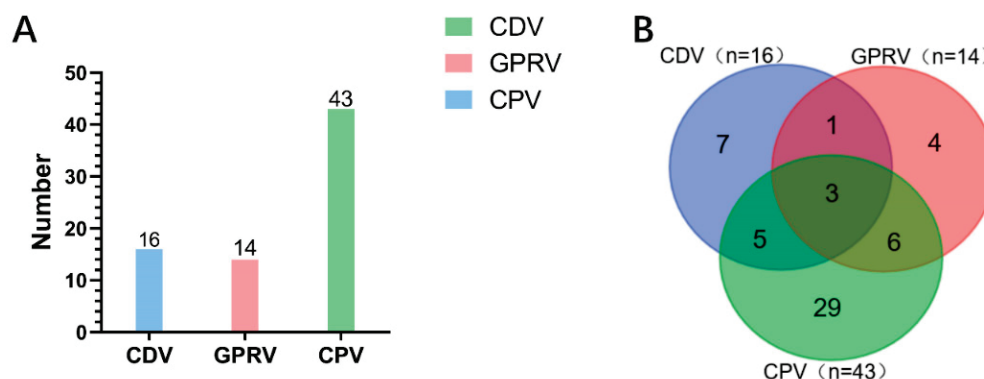 A
CDV
GPRV
CPV
Number
50
40
30
20
10
0
16
14
43
CDV
GPRV
CPV
B
CDV（n=16）
GPRV（n=14）
7
1
4
3
5
6
29
CPV（n=43）